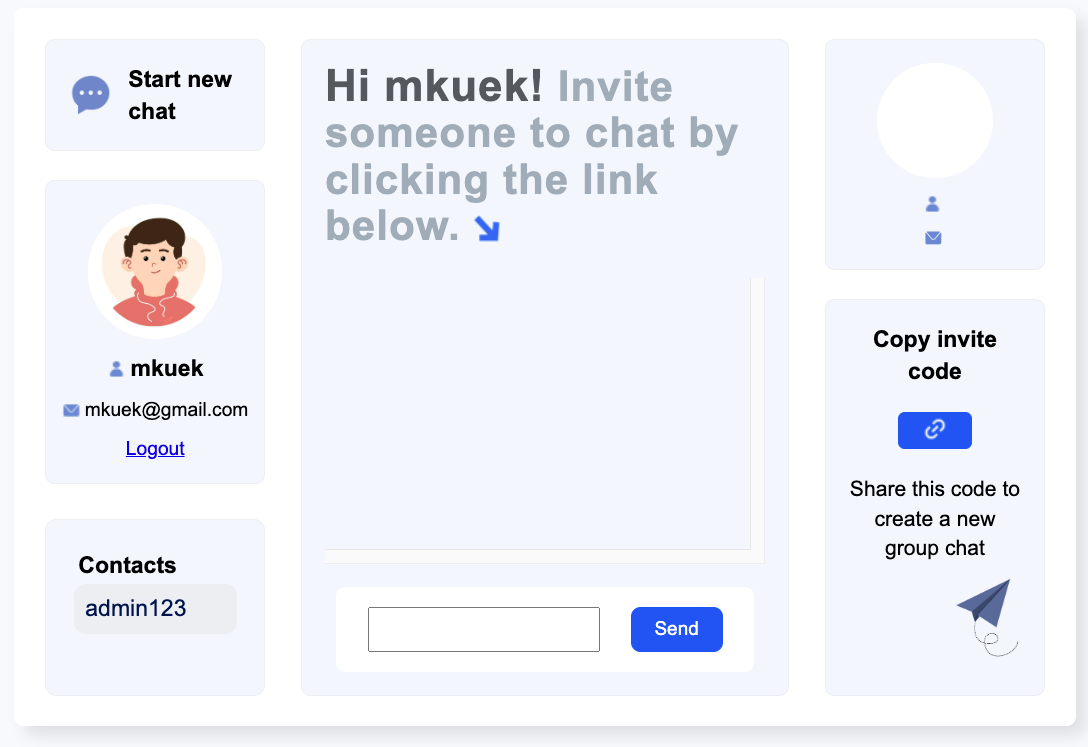 Start new
chat
mkuek
mkuek@gmail.com
Logout
Contacts
admin123
Hi mkuek! Invite
someone to chat by
clicking the link
below.
Send
Copy invite
code
Share this code to
create a new
group chat